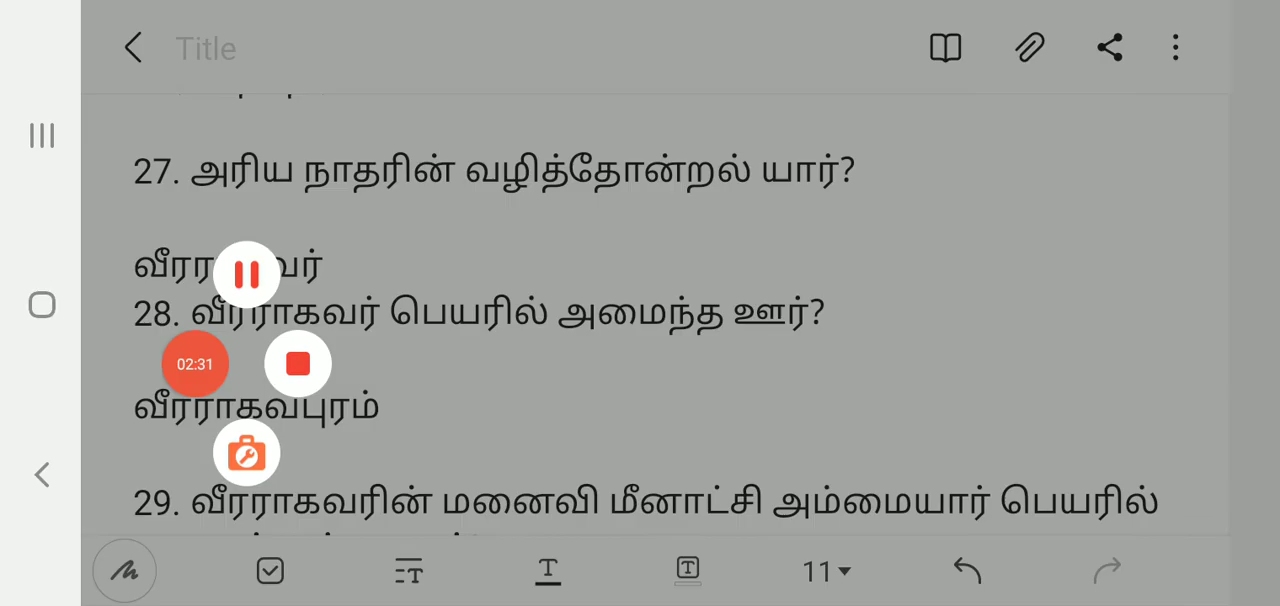 Title
27. அரிய நாதரின் வழித்தோன்றல் யார்?
28. வீரராகவர் பெயரில் அமைந்த ஊர்?
02:31
வீரராகவபுரம்
29. வீரராகவரின் மனைவி மீனாட்சி அம்மையார் பெயரில்
11